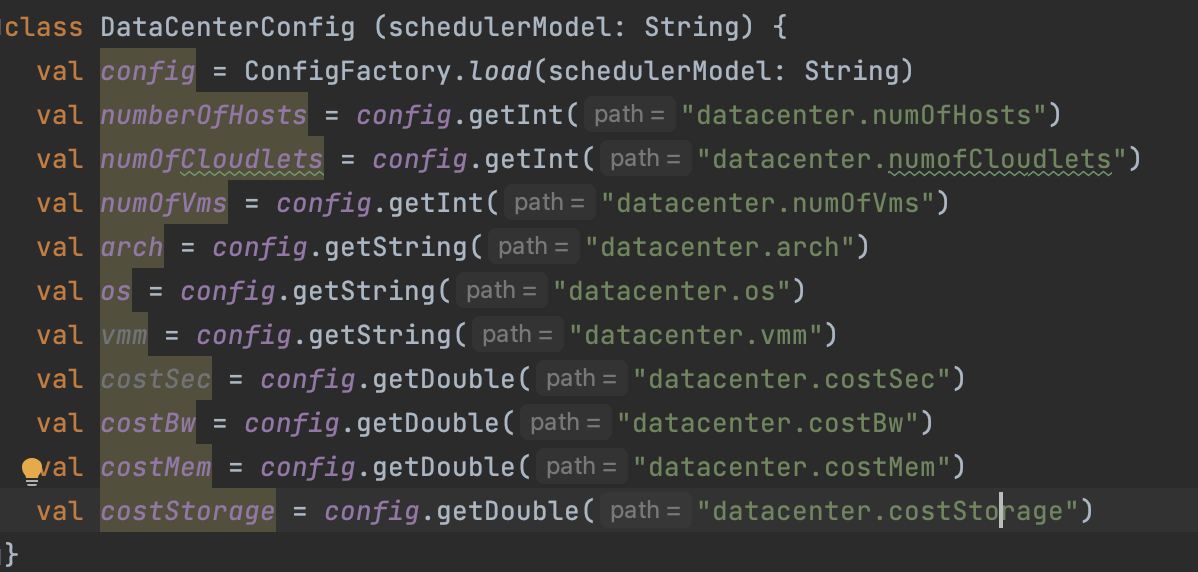 class DataCenterConfig (schedulerModel: String) {
val config = ConfigFactory.load(schedulerModel: String)
val numberOfHosts = config.getInt( path = "datacenter.numOfHosts")
val numOfCloudlets = config.getInt( path = "datacenter.numofCloudlets")
val numOfVms = config.getInt( path = "datacenter.numOfVms")
val arch = config.getString( path = "datacenter.arch")
val os = config.getString( path = "datacenter.os")
val vmm = config.getString( path = "datacenter.vmm")
val costSec = config.getDouble( path = "datacenter.costSec")
val costBw = config.getDouble( path = "datacenter.costBw")
val costMem = config.getDouble( path = "datacenter.costMem")
val costStorage = config.getDouble( path = "datacenter.costStorage")
}